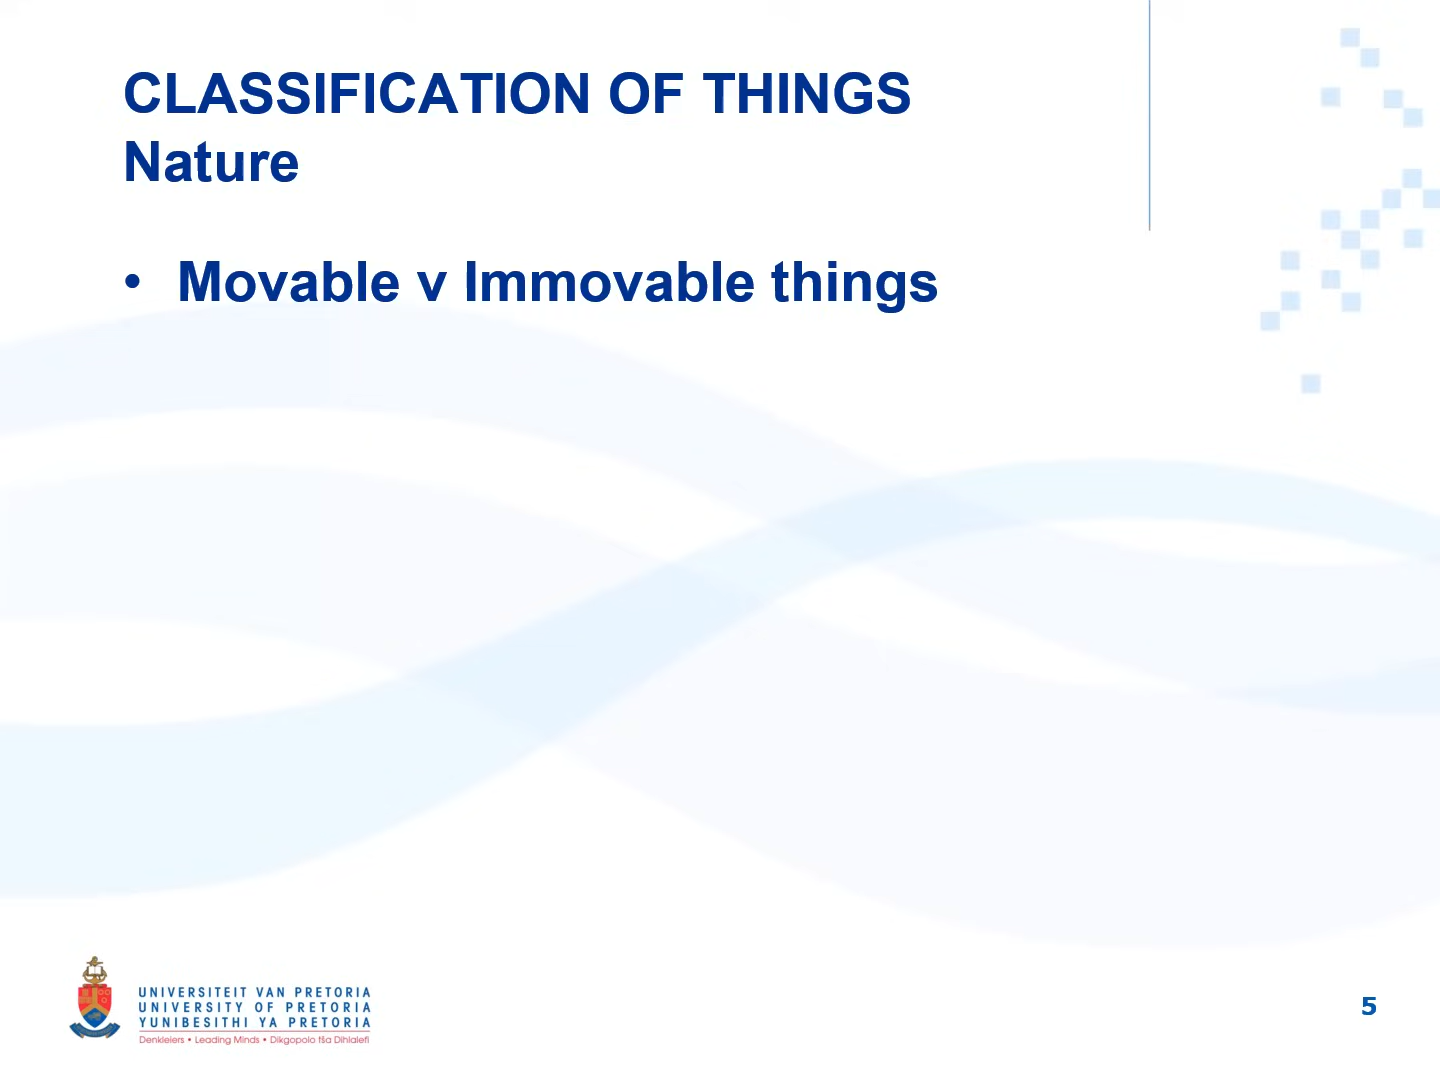 CLASSIFICATION OF THINGS
Nature
• Movable v Immovable things
UNIVERSITEIT VAN PRETORIA
UNIVERSITY OF PRETORIA
YUNIBESITHI YA PRETORIA
Denkleiers • Leading Minds • Dikgopolo tša Dihlalefi
5